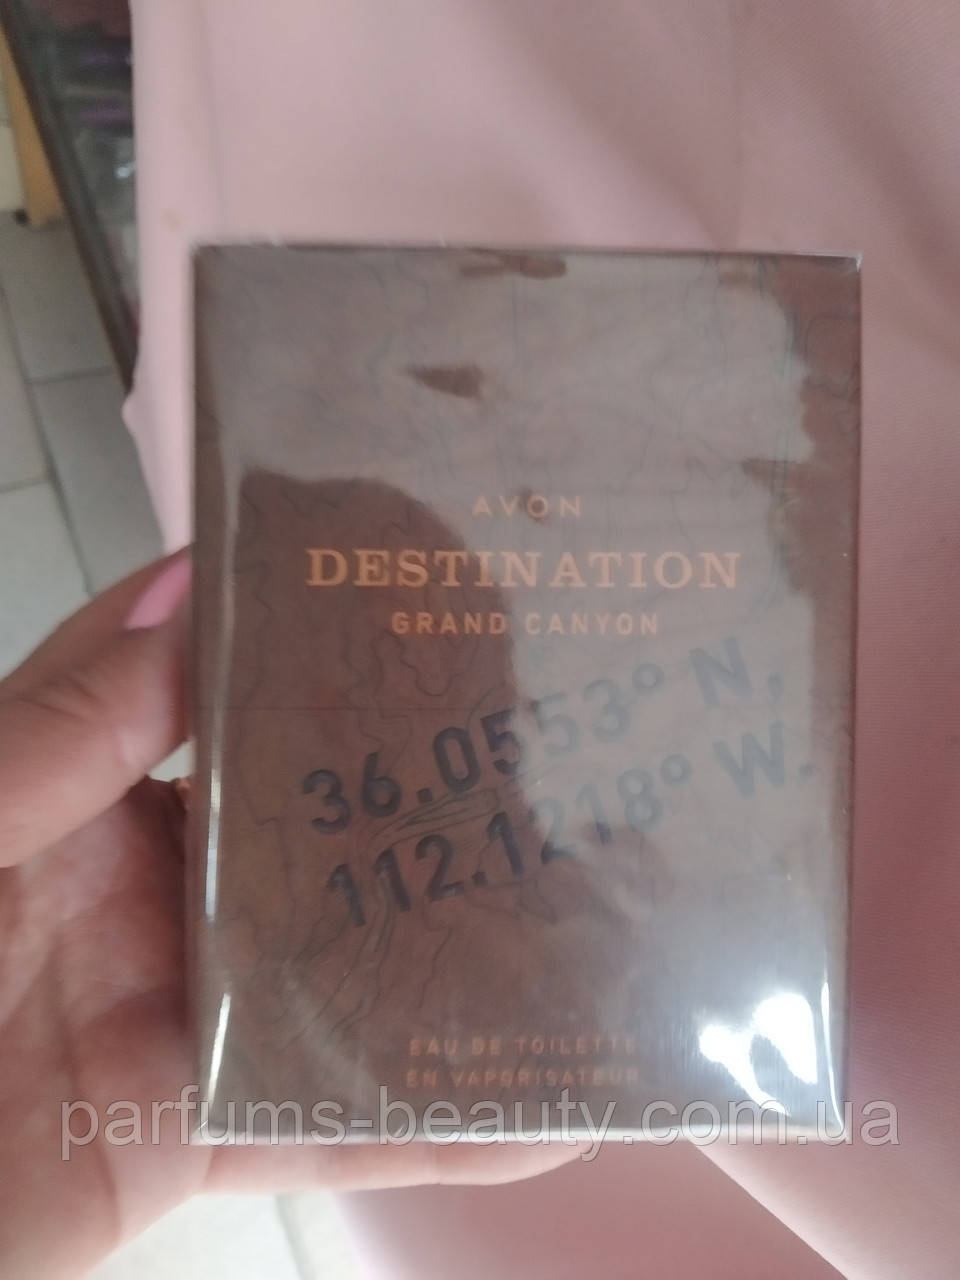 AVON
DESTINATION
GRAND CANYON
36.0553° N,
112.1218° W.
EAU DE TOILETTE
EN VAPORISATEUR
parfums-beauty.com.ua